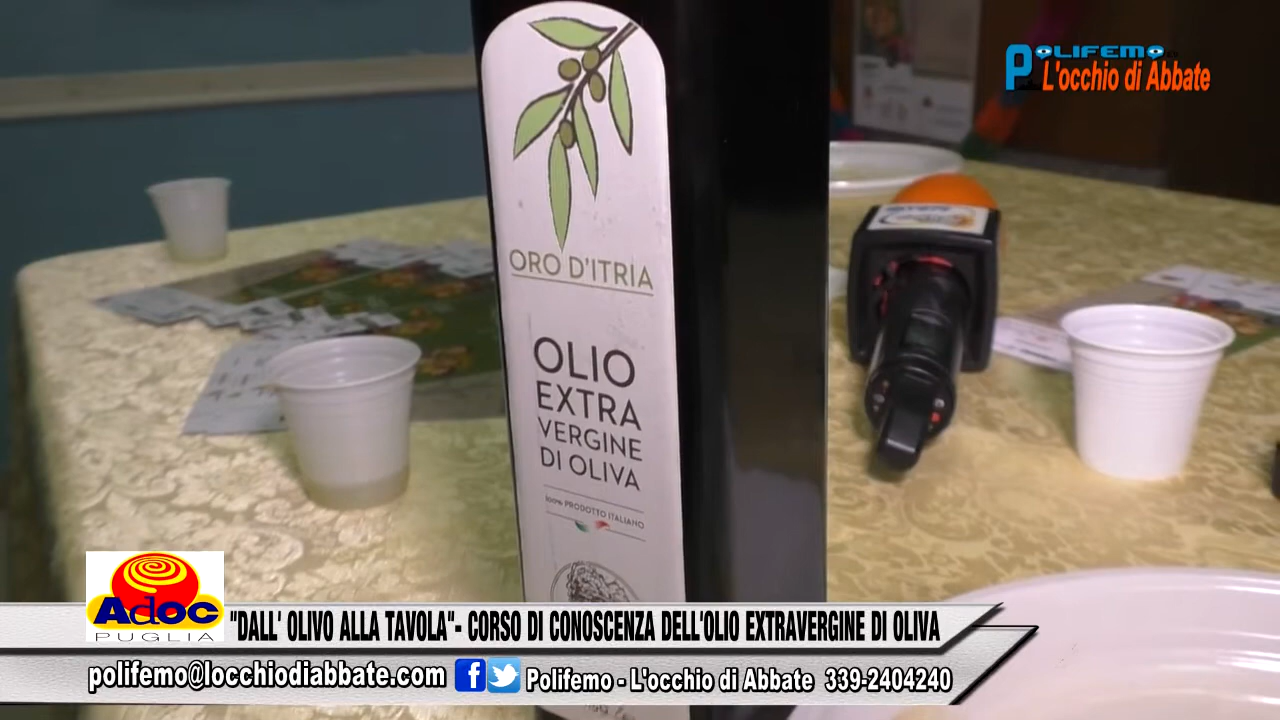 POLIFEMO
L'occhio di Abbate
ORO D'ITRIA
OLIO
EXTRA
VERGINE
DI OLIVA
100% PRODOTTO ITALIANO
Adoc
PUGLIA
"DALL' OLIVO ALLA TAVOLA"- CORSO DI CONOSCENZA DELL'OLIO EXTRAVERGINE DI OLIVA
polifemo@locchiodiabbate.com
Polifemo - L'occhio di Abbate 339-2404240